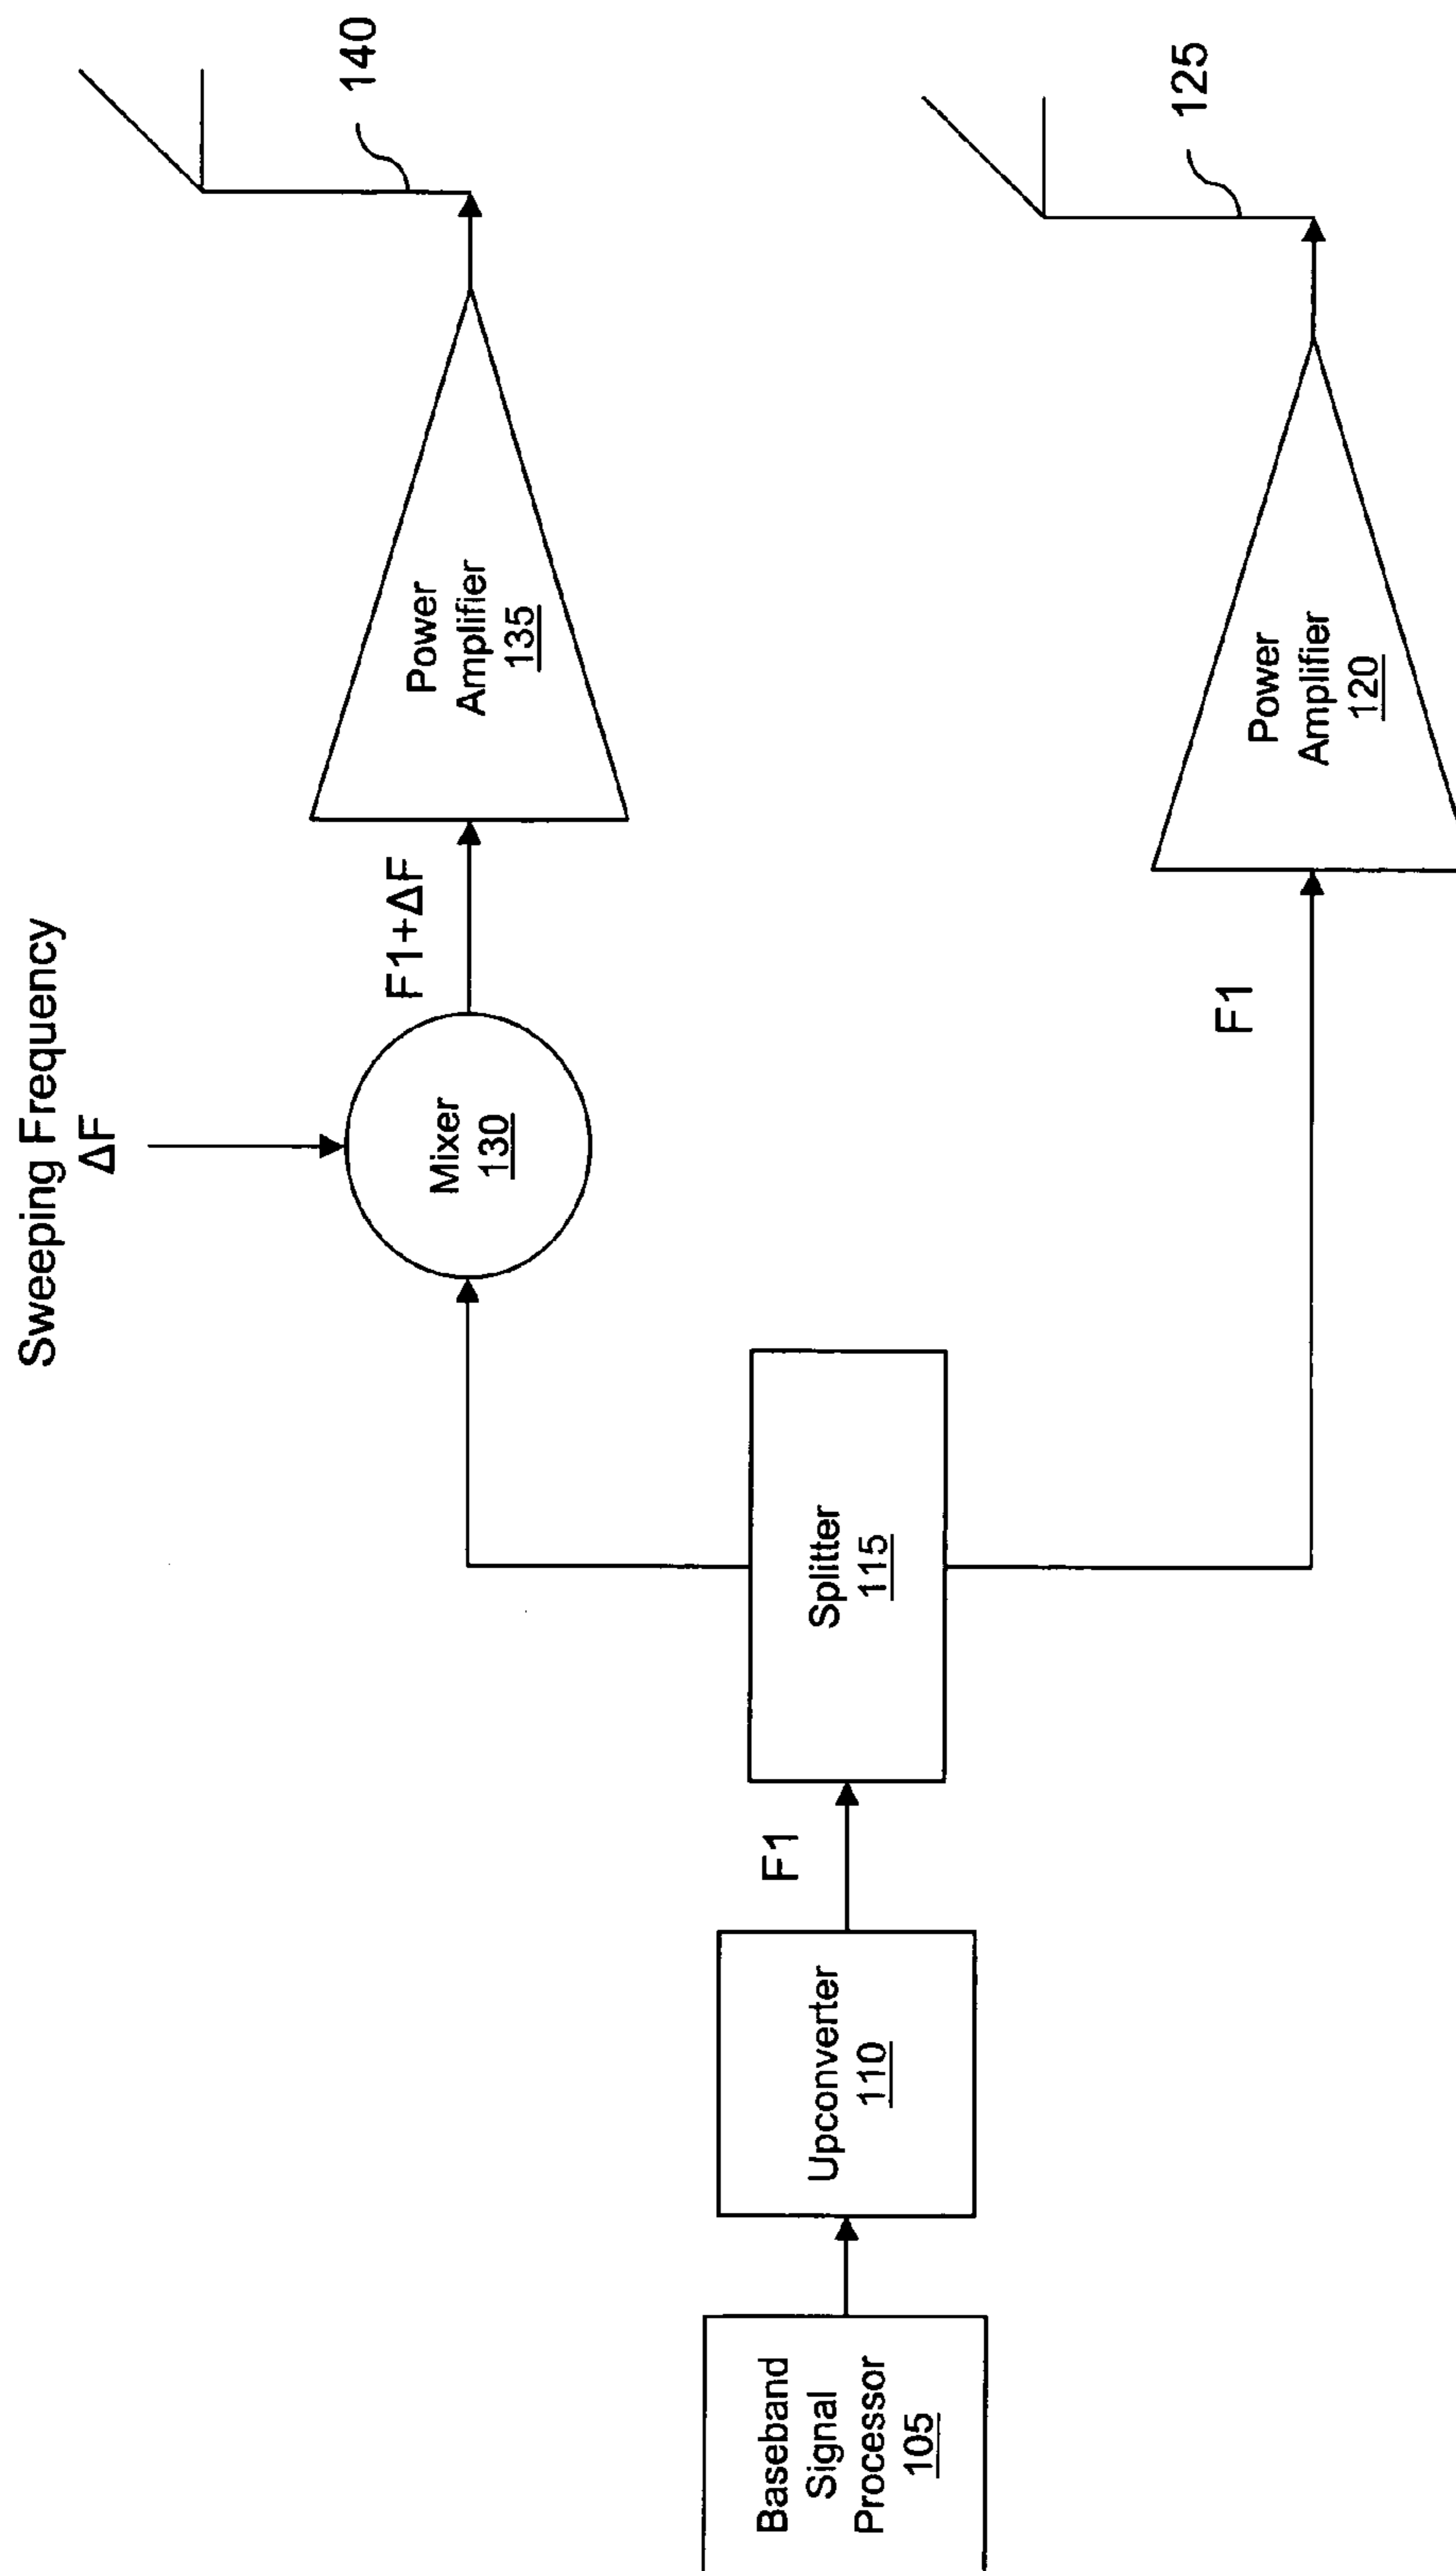 Sweeping Frequency
ΔF
Baseband
Signal
Processor
105
Upconverter
110
F1
Splitter
115
Mixer
130
F1+ΔF
Power
Amplifier
135
140
F1
Power
Amplifier
120
125